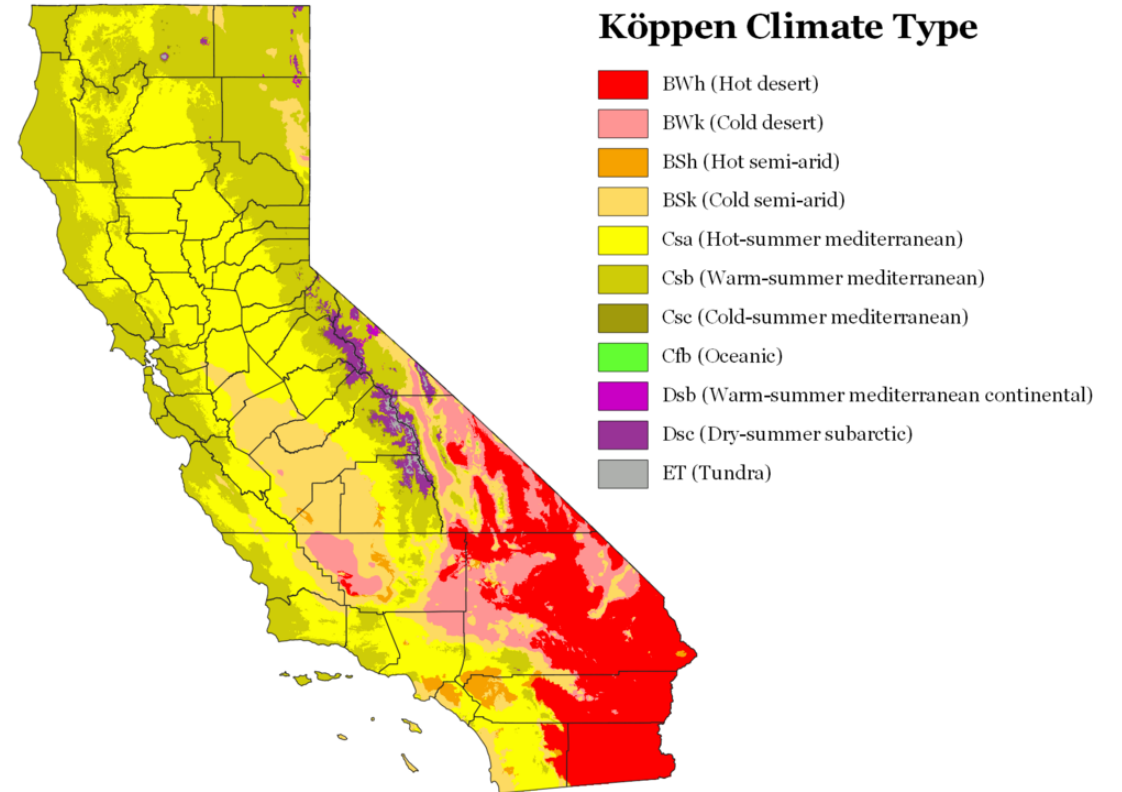 Köppen Climate Type
BWh (Hot desert)
BWk (Cold desert)
BSh (Hot semi-arid)
BSk (Cold semi-arid)
Csa (Hot-summer mediterranean)
Csb (Warm-summer mediterranean)
Csc (Cold-summer mediterranean)
Cfb (Oceanic)
Dsb (Warm-summer mediterranean continental)
Dsc (Dry-summer subarctic)
ET (Tundra)